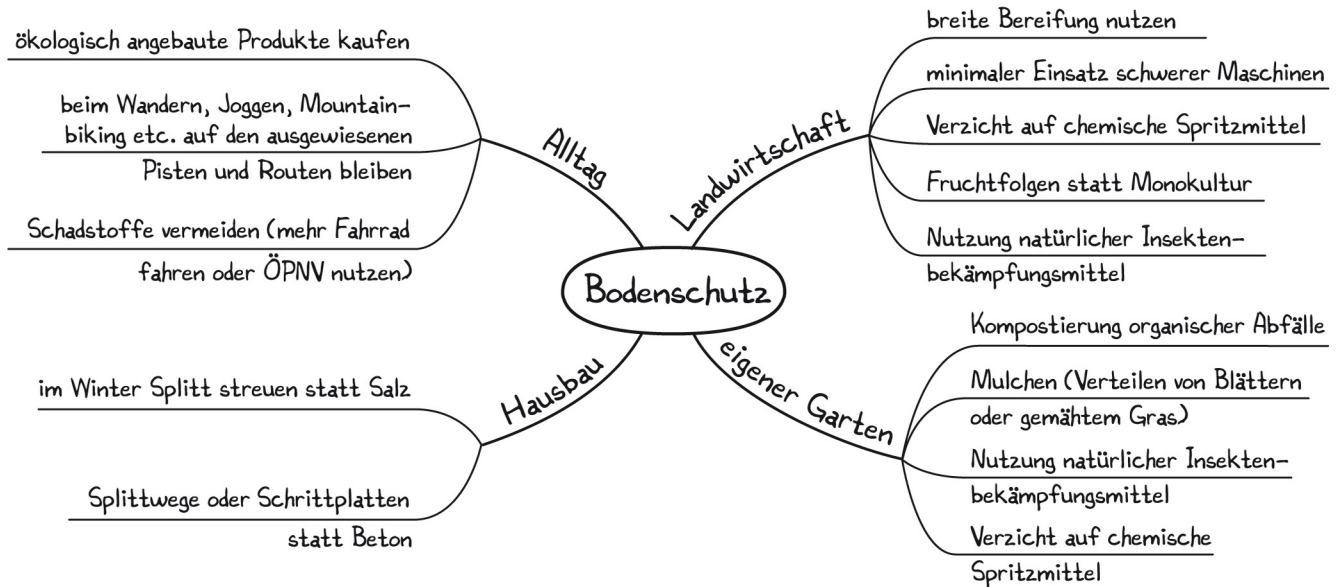 Bodenschutz
Alltag
ökologisch angebaute Produkte kaufen
beim Wandern, Joggen, Mountain-
biking etc. auf den ausgewiesenen
Pisten und Routen bleiben
Schadstoffe vermeiden (mehr Fahrrad
fahren oder ÖPNV nutzen)
Landwirtschaft
breite Bereifung nutzen
minimaler Einsatz schwerer Maschinen
Verzicht auf chemische Spritzmittel
Fruchtfolgen statt Monokultur
Nutzung natürlicher Insekten-
bekämpfungsmittel
Hausbau
im Winter Splitt streuen statt Salz
Splittwege oder Schrittplatten
statt Beton
eigener Garten
Kompostierung organischer Abfälle
Mulchen (Verteilen von Blättern
oder gemähtem Gras)
Nutzung natürlicher Insekten-
bekämpfungsmittel
Verzicht auf chemische
Spritzmittel